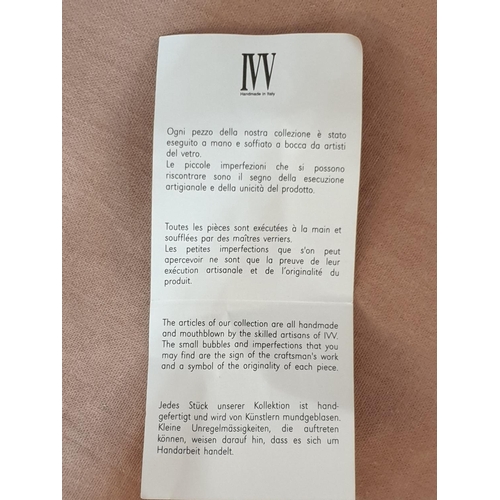 IVV
Handmade in Italy
Ogni pezzo della nostra collezione è stato
eseguito a mano e soffiato a bocca da artisti
del vetro.
Le piccole imperfezioni che si possono
riscontrare sono il segno della esecuzione
artigianale e della unicità del prodotto.
Toutes les pièces sont exécutées à la main et
soufflées par des maîtres verriers.
Les petites imperfections que s'on peut
apercevoir ne sont que la preuve de leur
exécution artisanale et de l'originalité du
produit.
The articles of our collection are all handmade
and mouthblown by the skilled artisans of IVV.
The small bubbles and imperfections that you
may find are the sign of the craftsman's work
and a symbol of the originality of each piece.
Jedes Stück unserer Kollektion ist hand-
gefertigt und wird von Künstlern mundgeblasen.
Kleine Unregelmässigkeiten, die auftreten
können, weisen darauf hin, dass es sich um
Handarbeit handelt.